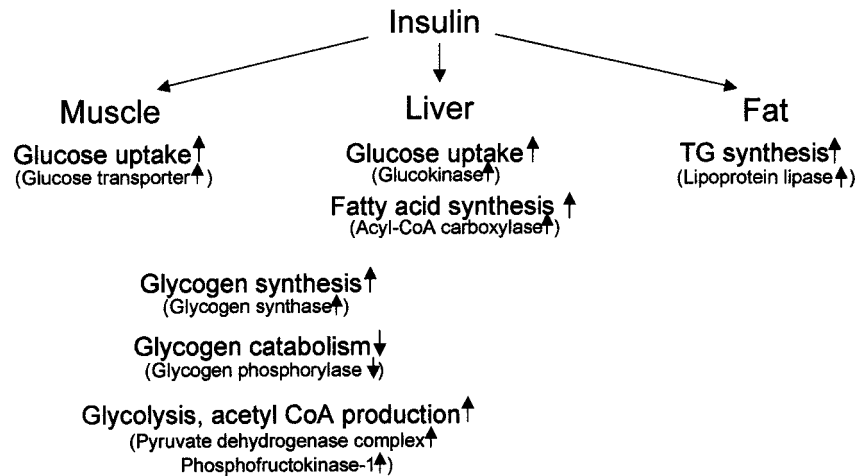 Insulin
Muscle
Glucose uptake↑
(Glucose transporter↑)
Liver
Glucose uptake↑
(Glucokinase↑)
Fatty acid synthesis ↑
(Acyl-CoA carboxylase↑)
Fat
TG synthesis↑
(Lipoprotein lipase↑)
Glycogen synthesis↑
(Glycogen synthase↑)
Glycogen catabolism↓
(Glycogen phosphorylase ↓)
Glycolysis, acetyl CoA production↑
(Pyruvate dehydrogenase complex↑
Phosphofructokinase-1↑)